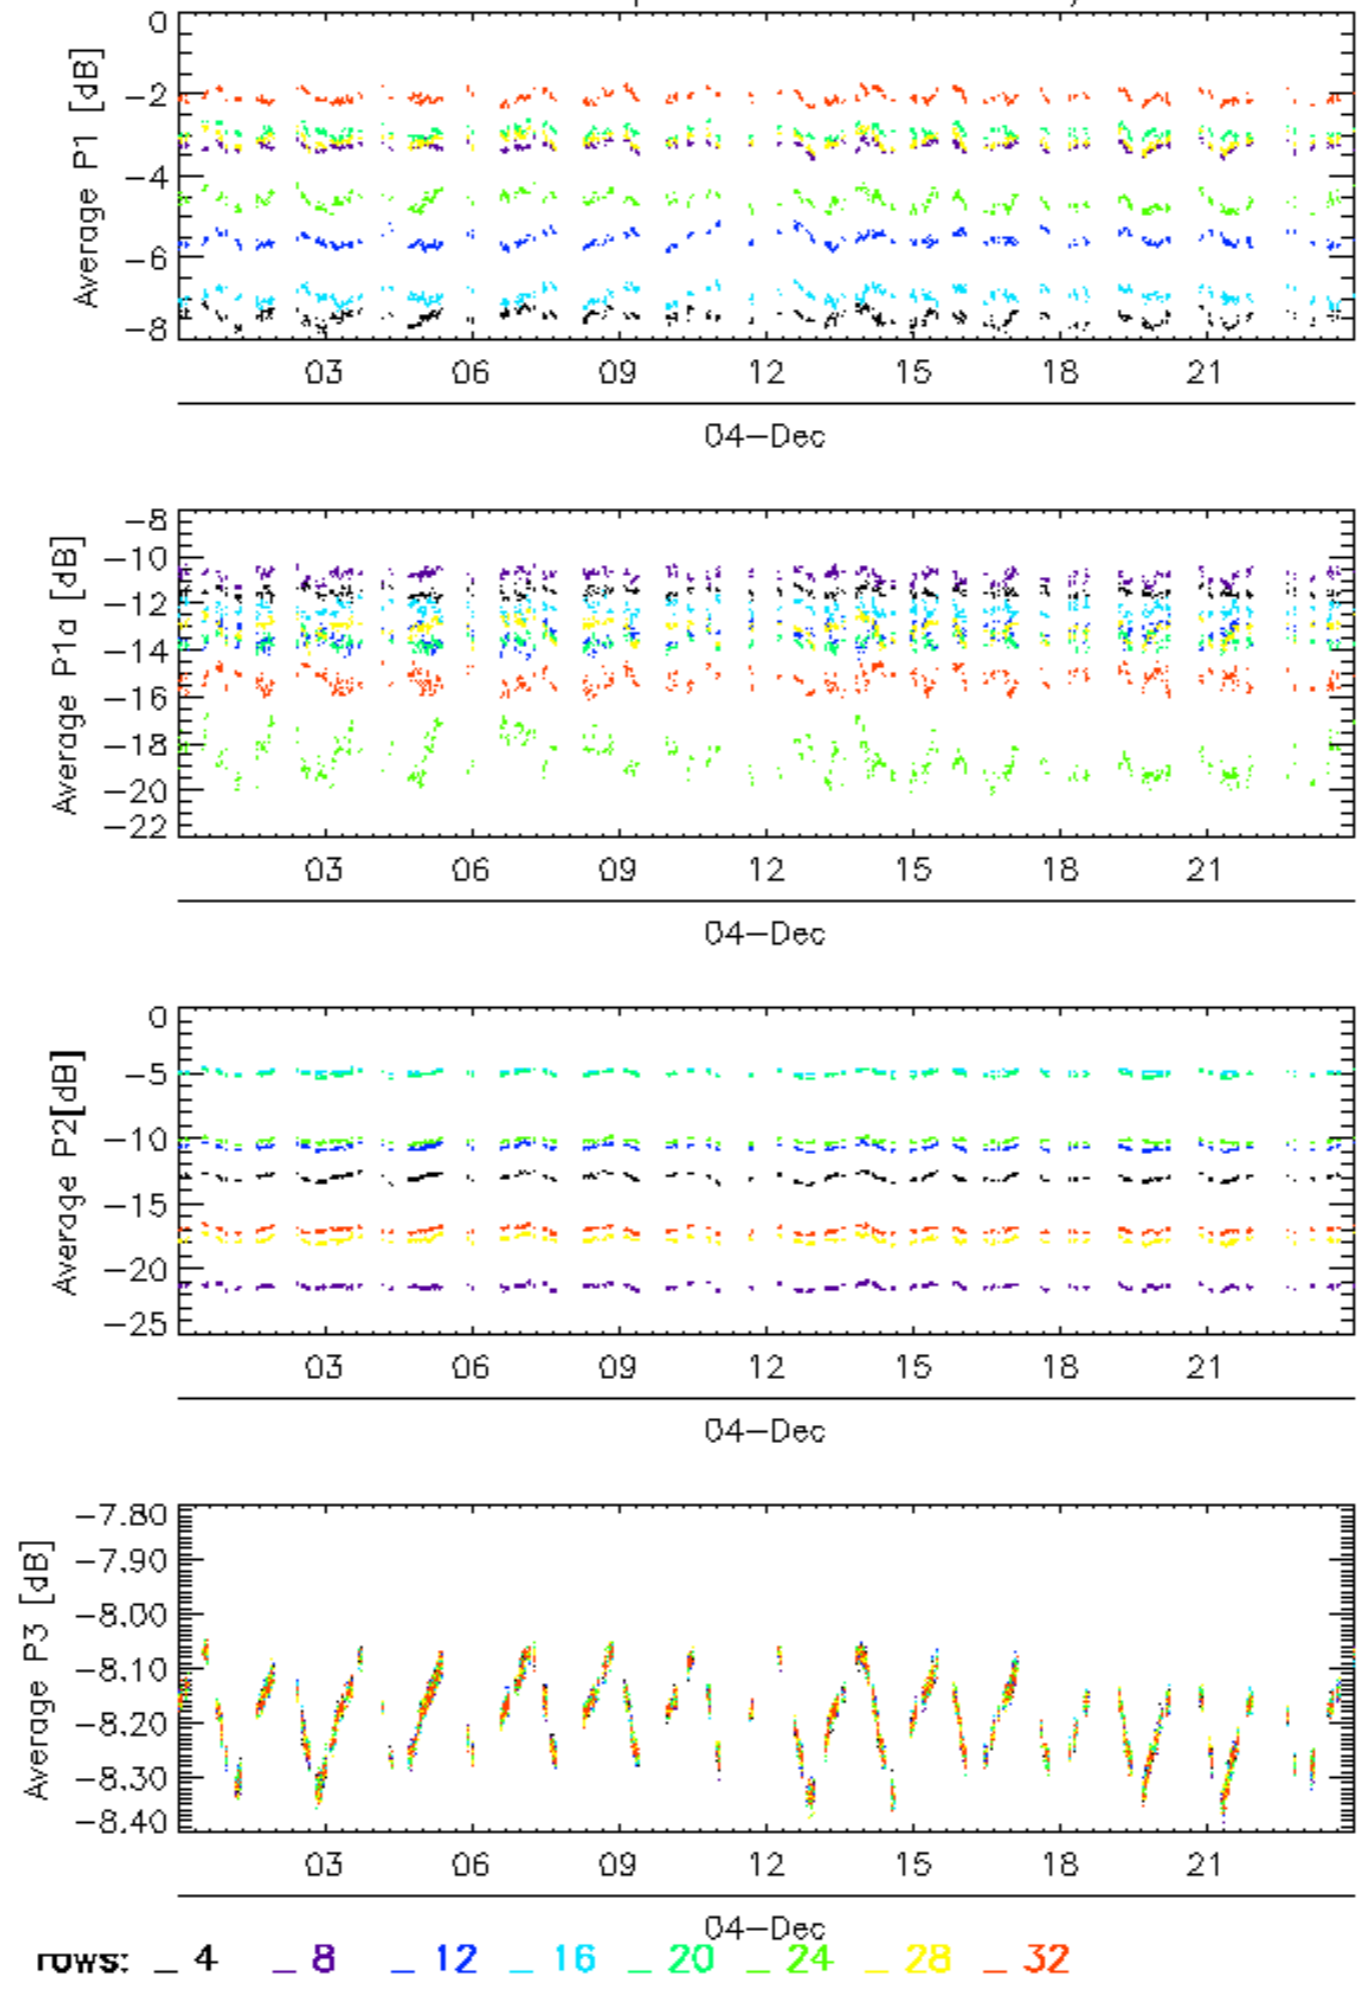 Average P1 [dB]
0
−2
−4
−6
−8
03 06 09 12 15 18 21
04−Dec
Average P1a [dB]
−8
−10
−12
−14
−16
−18
−20
−22
03 06 09 12 15 18 21
04−Dec
Average P2[dB]
0
−5
−10
−15
−20
−25
03 06 09 12 15 18 21
04−Dec
Average P3 [dB]
−7.80
−7.90
−8.00
−8.10
−8.20
−8.30
−8.40
03 06 09 12 15 18 21
04−Dec
rows: _ 4 _ 8 _ 12 _ 16 _ 20 _ 24 _ 28 _ 32